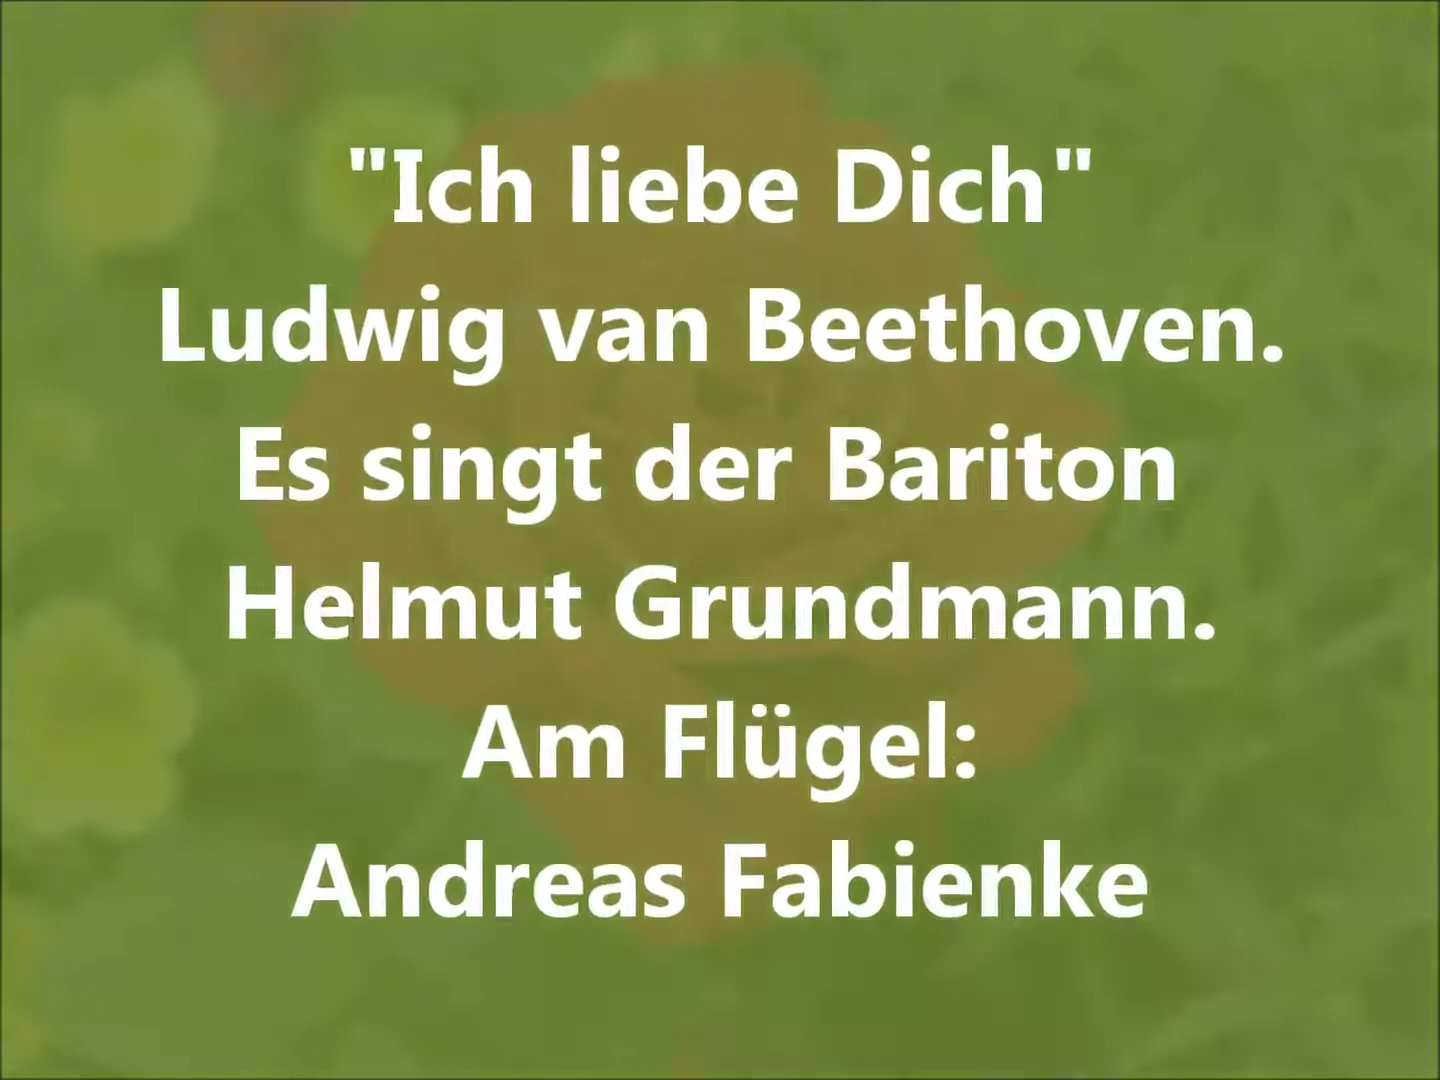 "Ich liebe Dich"
Ludwig van Beethoven.
Es singt der Bariton
Helmut Grundmann.
Am Flügel:
Andreas Fabienke